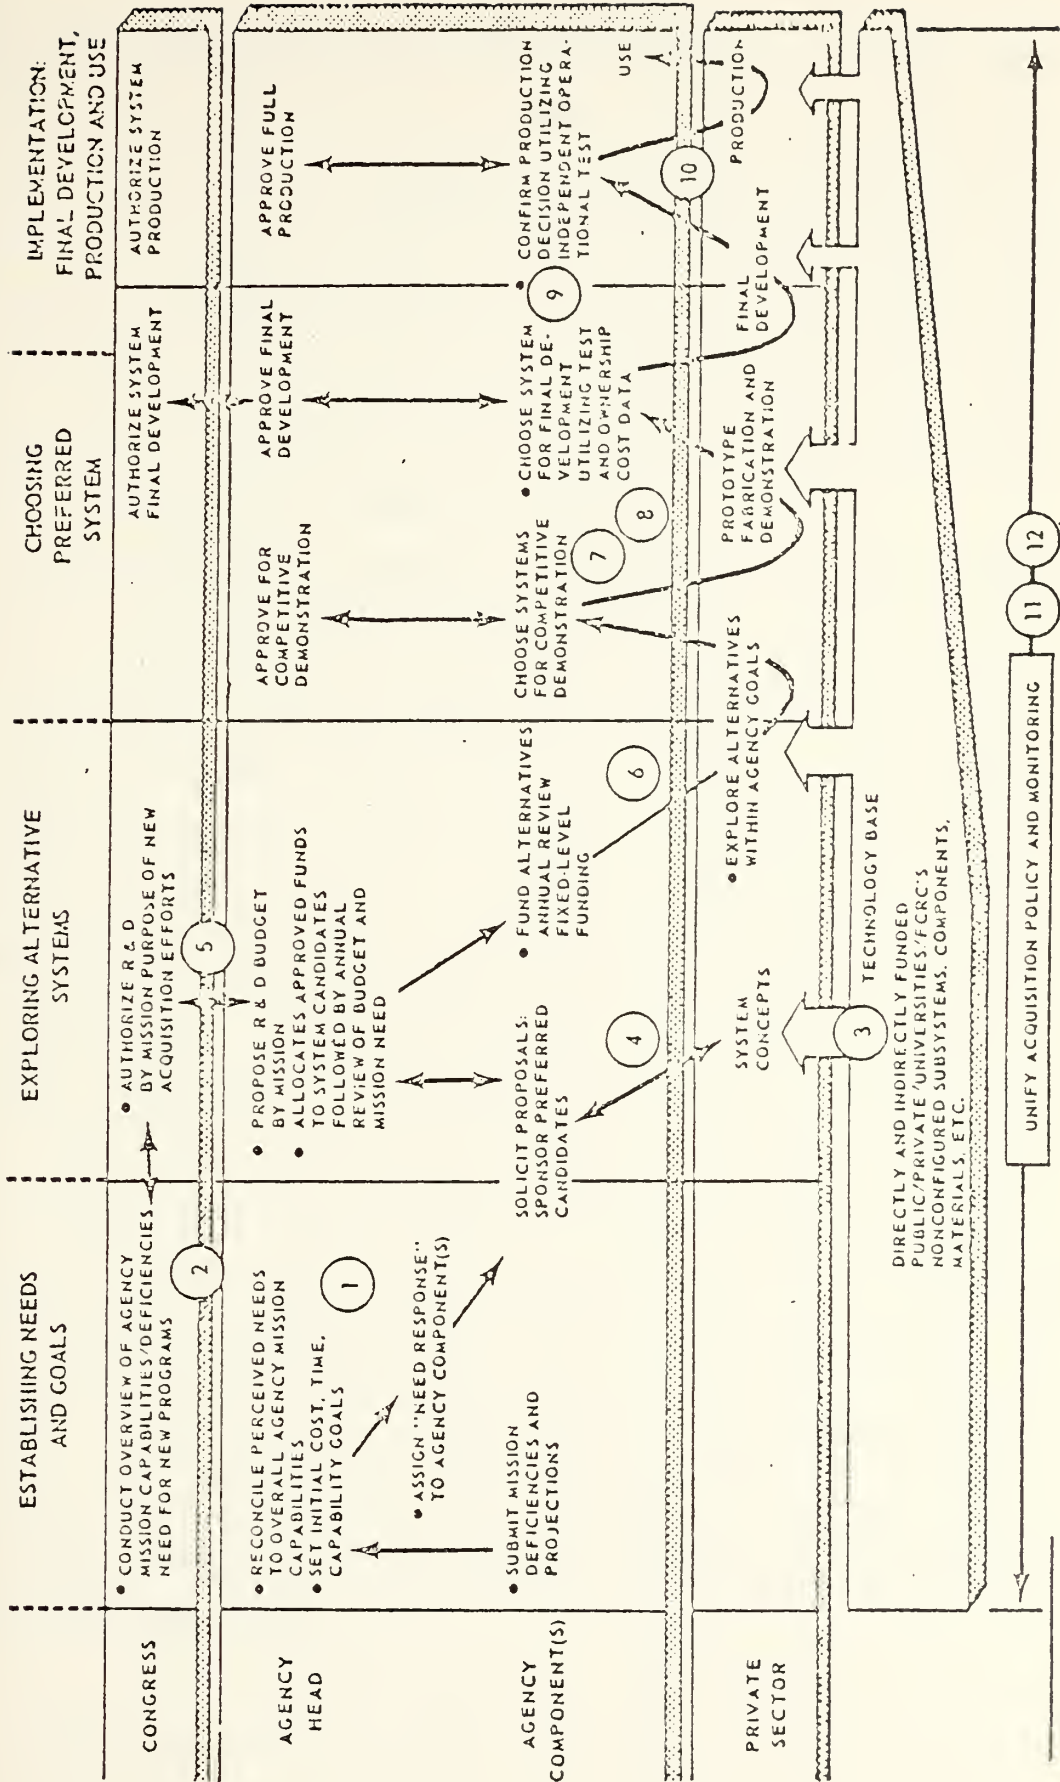 ESTABLISHING NEEDS
AND GOALS
EXPLORING ALTERNATIVE
SYSTEMS
CHOOSING
PREFERRED
SYSTEM
IMPLEMENTATION:
FINAL DEVELOPMENT,
PRODUCTION AND USE
CONGRESS
• CONDUCT OVERVIEW OF AGENCY
MISSION CAPABILITIES/DEFICIENCIES
NEED FOR NEW PROGRAMS
• AUTHORIZE R & D
BY MISSION PURPOSE OF NEW
ACQUISITION EFFORTS
AUTHORIZE SYSTEM
FINAL DEVELOPMENT
AUTHORIZE SYSTEM
PRODUCTION
2
5
AGENCY
HEAD
• RECONCILE PERCEIVED NEEDS
TO OVERALL AGENCY MISSION
CAPABILITIES
• SET INITIAL COST, TIME,
CAPABILITY GOALS
1
• ASSIGN "NEED RESPONSE"
TO AGENCY COMPONENT(S)
• PROPOSE R & D BUDGET
BY MISSION
• ALLOCATES APPROVED FUNDS
TO SYSTEM CANDIDATES
FOLLOWED BY ANNUAL
REVIEW OF BUDGET AND
MISSION NEED
APPROVE FOR
COMPETITIVE
DEMONSTRATION
APPROVE FINAL
DEVELOPMENT
APPROVE FULL
PRODUCTION
AGENCY
COMPONENT(S)
• SUBMIT MISSION
DEFICIENCIES AND
PROJECTIONS
SOLICIT PROPOSALS:
SPONSOR PREFERRED
CANDIDATES
4
• FUND ALTERNATIVES
ANNUAL REVIEW
FIXED-LEVEL
FUNDING
6
CHOOSE SYSTEMS
FOR COMPETITIVE
DEMONSTRATION
7
8
• CHOOSE SYSTEM
FOR FINAL DE-
VELOPMENT
UTILIZING TEST
AND OWNERSHIP
COST DATA
9
• CONFIRM PRODUCTION
DECISION UTILIZING
INDEPENDENT OPERA-
TIONAL TEST
USE
10
PRIVATE
SECTOR
SYSTEM
CONCEPTS
• EXPLORE ALTERNATIVES
WITHIN AGENCY GOALS
PROTOTYPE
FABRICATION AND
DEMONSTRATION
FINAL
DEVELOPMENT
PRODUCTION
3
TECHNOLOGY BASE
DIRECTLY AND INDIRECTLY FUNDED
PUBLIC/PRIVATE/UNIVERSITIES/FCRC'S
NONCONFIGURED SUBSYSTEMS, COMPONENTS,
MATERIALS, ETC.
UNIFY ACQUISITION POLICY AND MONITORING
11
12